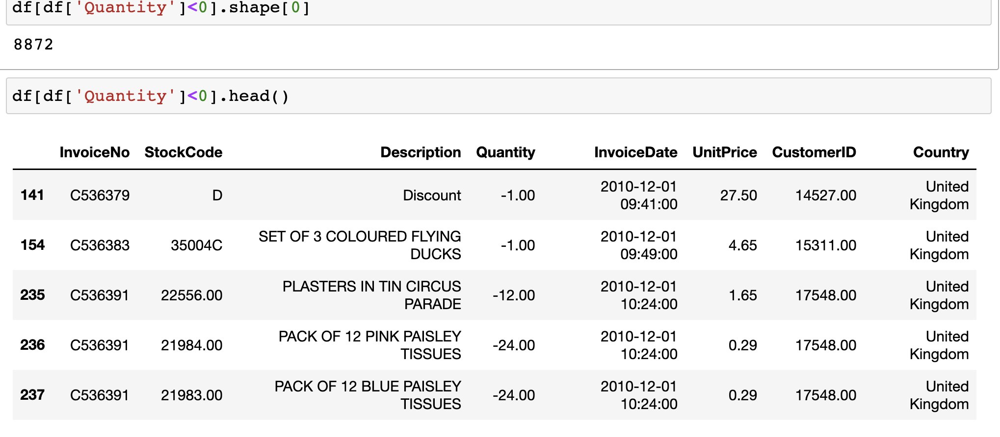 df[df['Quantity']<0].shape[0]
8872
df[df['Quantity']<0].head()
InvoiceNo StockCode Description Quantity InvoiceDate UnitPrice CustomerID Country
141 C536379 D Discount -1.00 2010-12-01 09:41:00 27.50 14527.00 United Kingdom
154 C536383 35004C SET OF 3 COLOURED FLYING DUCKS -1.00 2010-12-01 09:49:00 4.65 15311.00 United Kingdom
235 C536391 22556.00 PLASTERS IN TIN CIRCUS PARADE -12.00 2010-12-01 10:24:00 1.65 17548.00 United Kingdom
236 C536391 21984.00 PACK OF 12 PINK PAISLEY TISSUES -24.00 2010-12-01 10:24:00 0.29 17548.00 United Kingdom
237 C536391 21983.00 PACK OF 12 BLUE PAISLEY TISSUES -24.00 2010-12-01 10:24:00 0.29 17548.00 United Kingdom